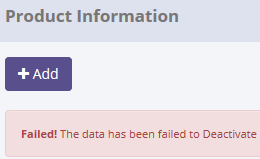 Product Information
+ Add
Failed! The data has been failed to Deactivate